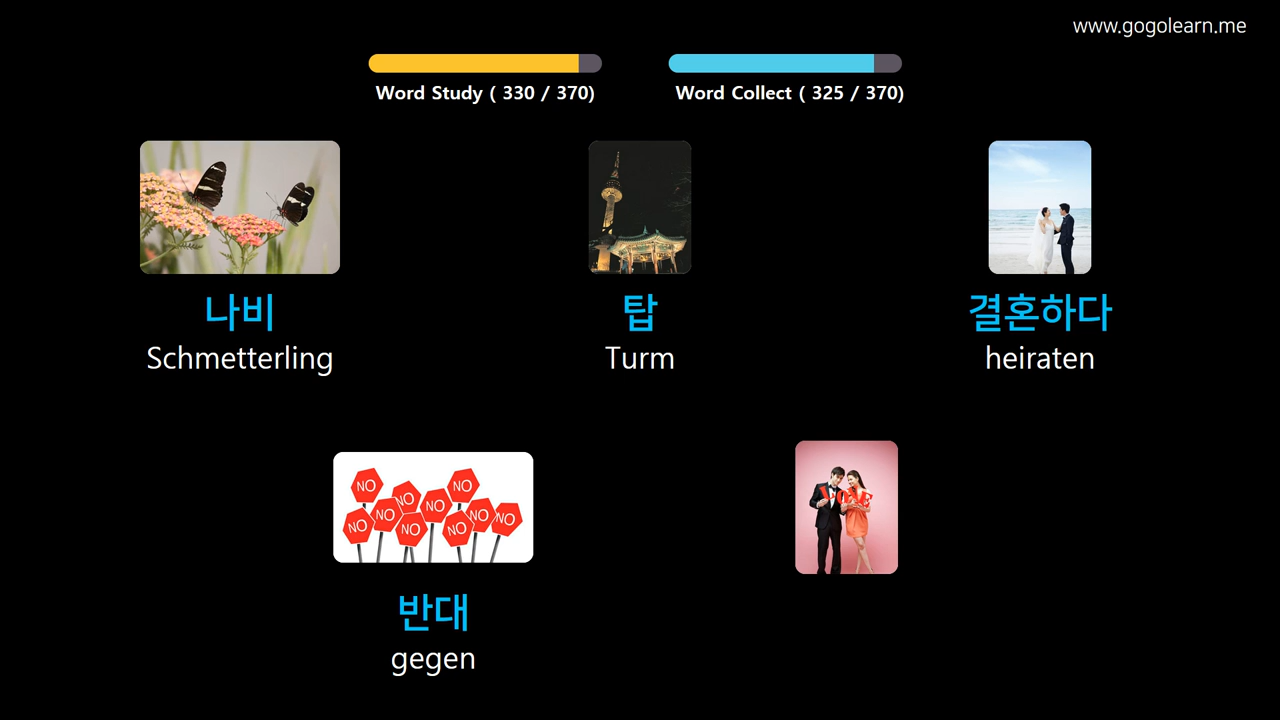 www.gogolearn.me
Word Study ( 330 / 370)
Word Collect ( 325 / 370)
나비
Schmetterling
탑
Turm
결혼하다
heiraten
NO
NO
NO
NO
NO
NO
NO
NO
NO
NO
반대
gegen